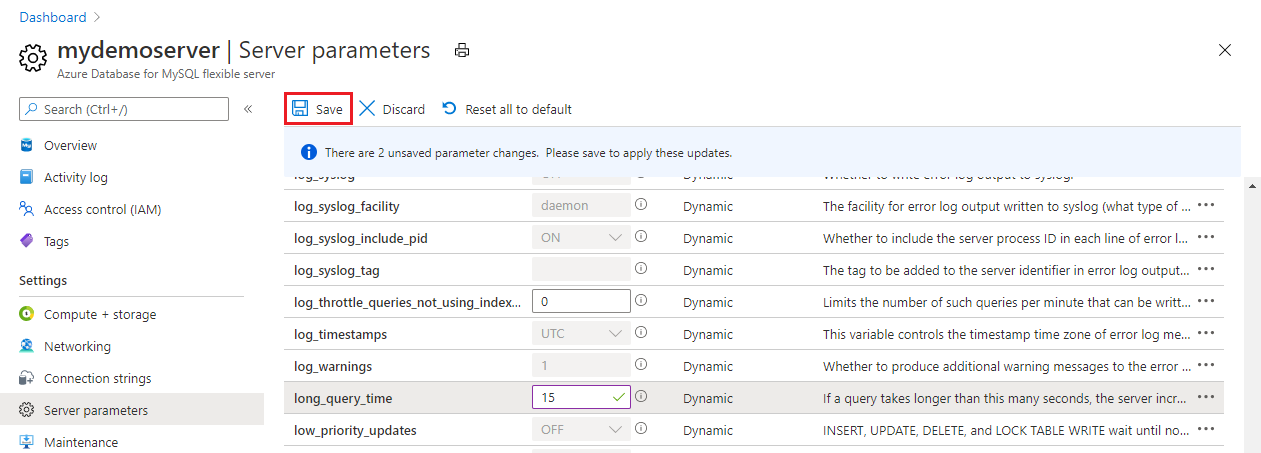 Dashboard
mydemoserver | Server parameters
Azure Database for MySQL flexible server
Search (Ctrl+/)
Overview
Activity log
Access control (IAM)
Tags
Settings
Compute + storage
Networking
Connection strings
Server parameters
Maintenance
Save Discard Reset all to default
There are 2 unsaved parameter changes. Please save to apply these updates.
log_syslog Dynamic Whether to write error log output to syslog.
log_syslog_facility daemon Dynamic The facility for error log output written to syslog (what type of ...
log_syslog_include_pid ON Dynamic Whether to include the server process ID in each line of error l...
log_syslog_tag Dynamic The tag to be added to the server identifier in error log output...
log_throttle_queries_not_using_index... 0 Dynamic Limits the number of such queries per minute that can be writt...
log_timestamps UTC Dynamic This variable controls the timestamp time zone of error log me...
log_warnings 1 Dynamic Whether to produce additional warning messages to the error ...
long_query_time 15 Dynamic If a query takes longer than this many seconds, the server incr...
low_priority_updates OFF Dynamic INSERT, UPDATE, DELETE, and LOCK TABLE WRITE wait until no...